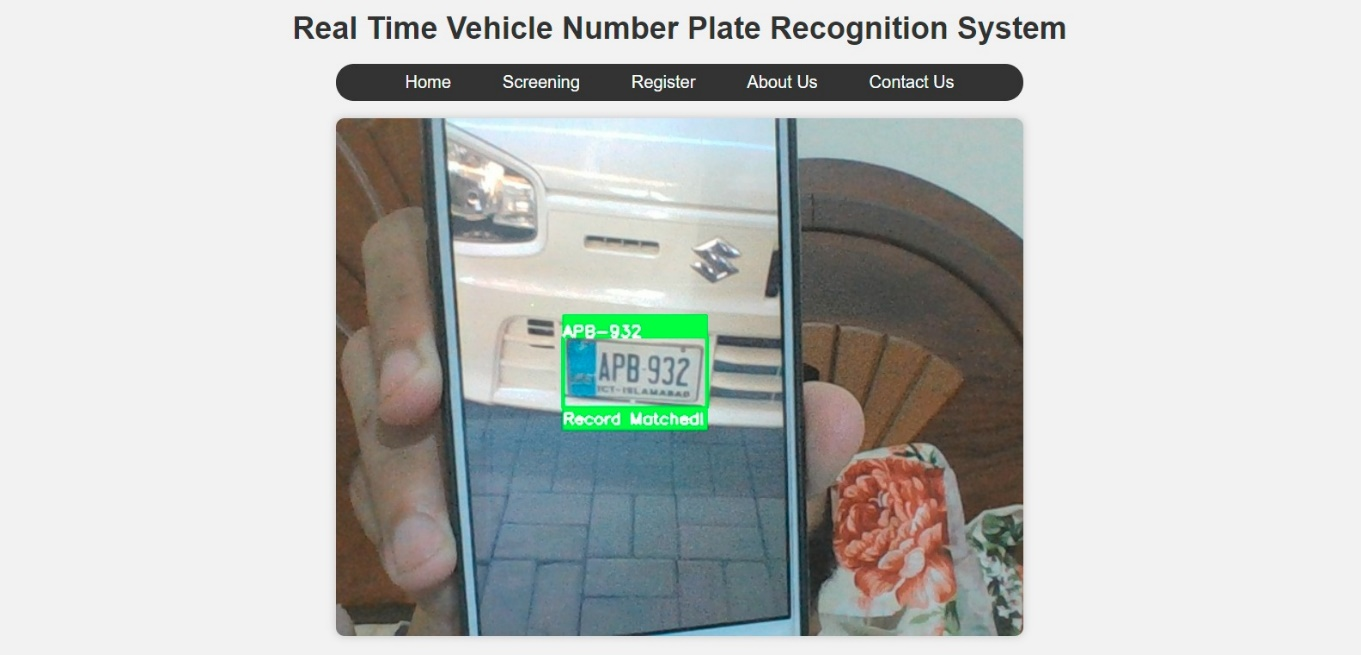 Real Time Vehicle Number Plate Recognition System
Home Screening Register About Us Contact Us
APB-932
APB-932
ICT-ISLAMABAD
Record Matched!